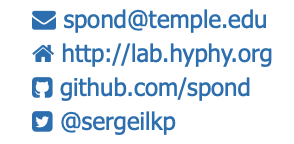 spond@temple.edu
http://lab.hyphy.org
github.com/spond
@sergeilkp